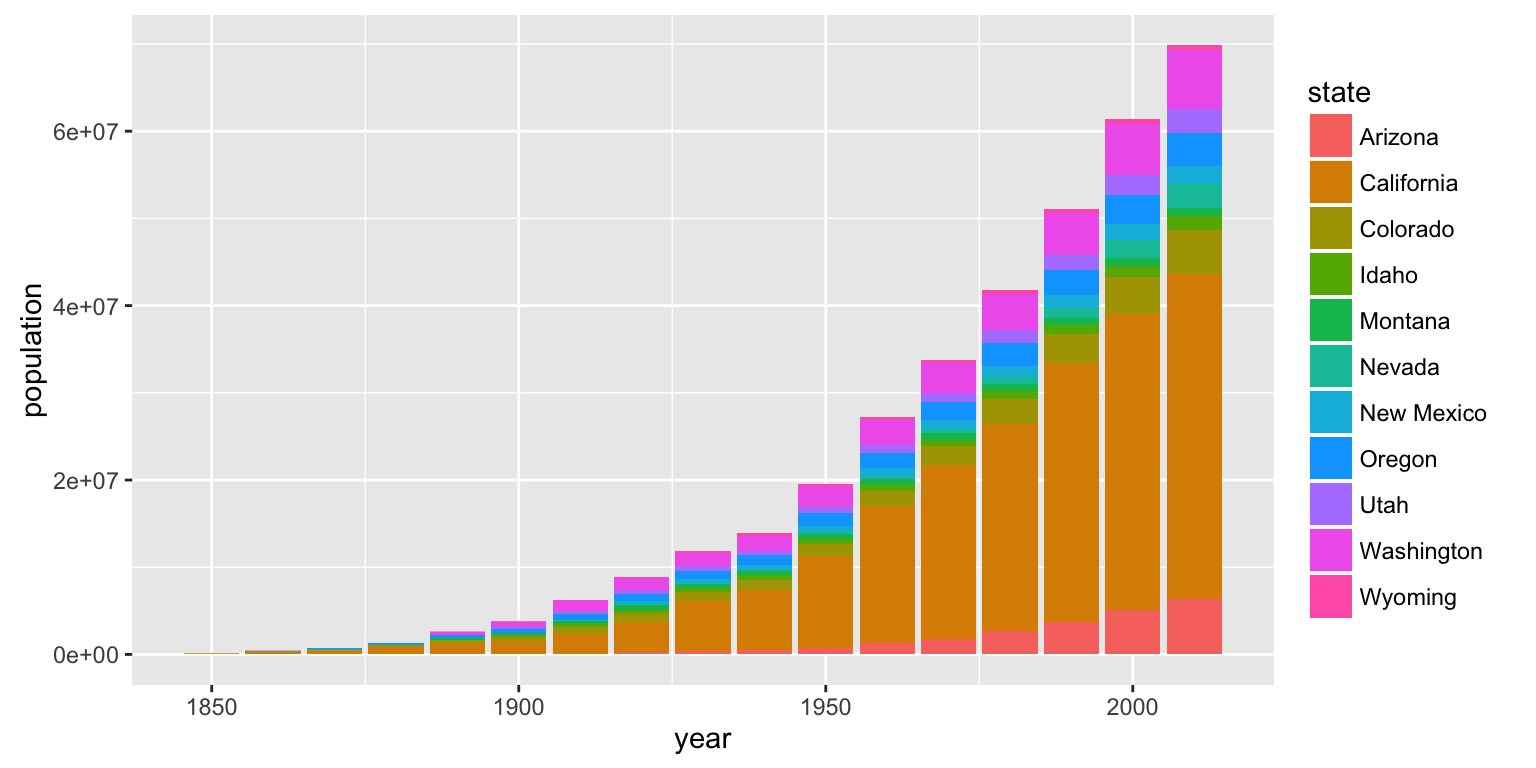 6e+07
4e+07
2e+07
0e+00
population
1850 1900 1950 2000
year
state
Arizona
California
Colorado
Idaho
Montana
Nevada
New Mexico
Oregon
Utah
Washington
Wyoming